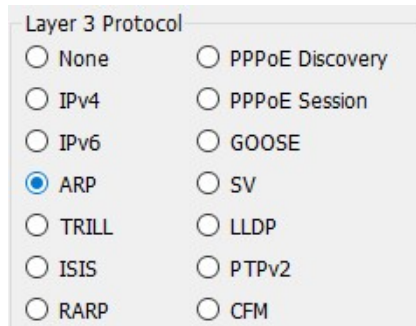 Layer 3 Protocol
None PPPoE Discovery
IPv4 PPPoE Session
IPv6 GOOSE
ARP SV
TRILL LLDP
ISIS PTPv2
RARP CFM